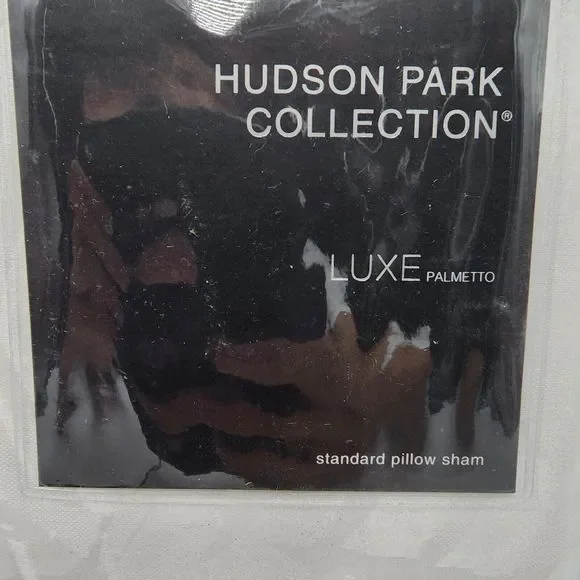 HUDSON PARK
COLLECTION®
LUXE PALMETTO
standard pillow sham